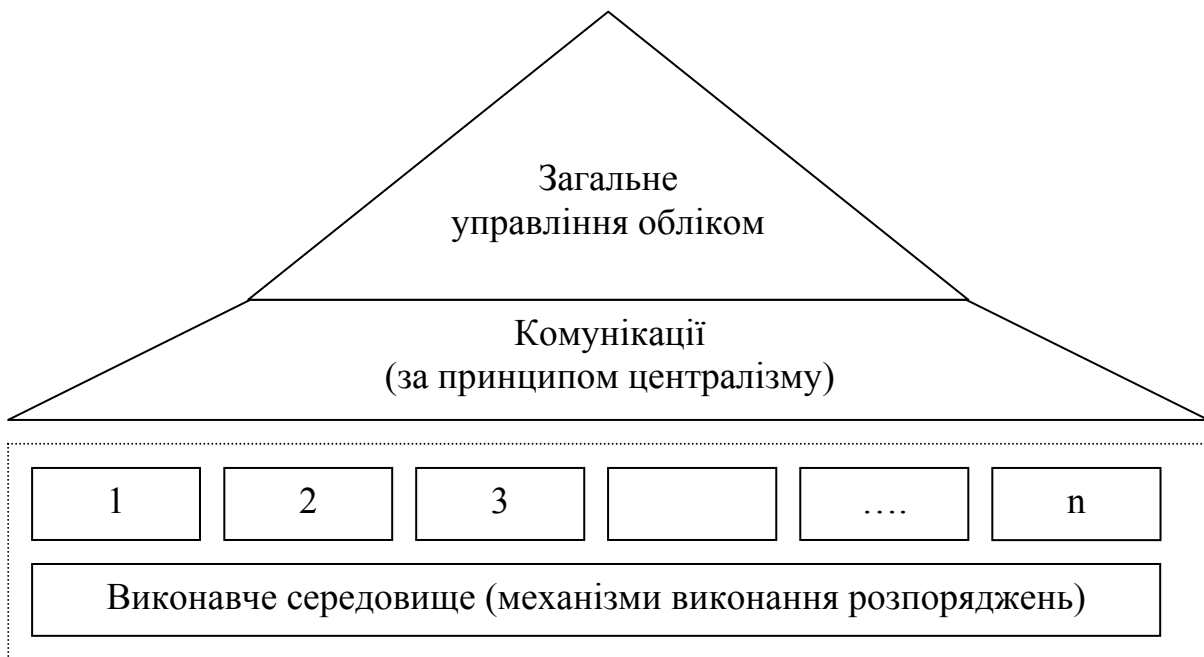 Загальне
управління обліком
Комунікації
(за принципом централізму)
1 2 3 …. n
Виконавче середовище (механізми виконання розпоряджень)